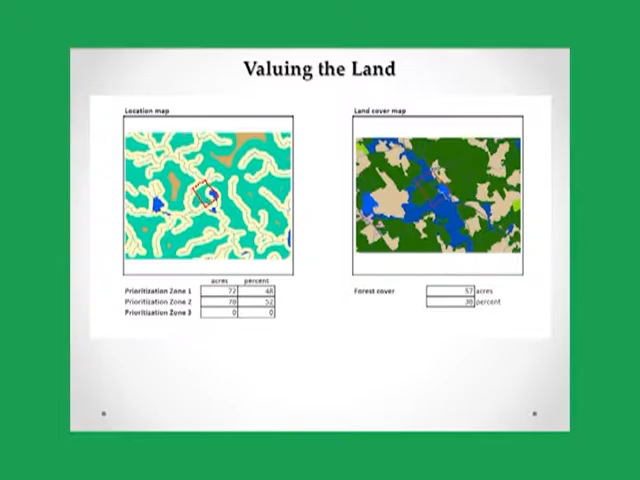 Valuing the Land
Location map
Land cover map
acres percent
Prioritization Zone 1 72 48
Prioritization Zone 2 78 52
Prioritization Zone 3 0 0
Forest cover: 57 acres
38 percent